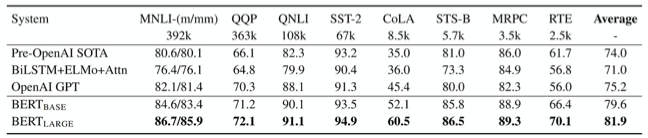 System MNLI-(m/mm) QQP QNLI SST-2 CoLA STS-B MRPC RTE Average
392k 363k 108k 67k 8.5k 5.7k 3.5k 2.5k -
Pre-OpenAI SOTA 80.6/80.1 66.1 82.3 93.2 35.0 81.0 86.0 61.7 74.0
BiLSTM+ELMo+Attn 76.4/76.1 64.8 79.9 90.4 36.0 73.3 84.9 56.8 71.0
OpenAI GPT 82.1/81.4 70.3 88.1 91.3 45.4 80.0 82.3 56.0 75.2
BERTBASE 84.6/83.4 71.2 90.1 93.5 52.1 85.8 88.9 66.4 79.6
BERTLARGE 86.7/85.9 72.1 91.1 94.9 60.5 86.5 89.3 70.1 81.9